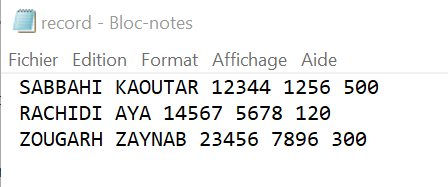 record - Bloc-notes
Fichier Edition Format Affichage Aide
SABBAHI KAOUTAR 12344 1256 500
RACHIDI AYA 14567 5678 120
ZOUGARH ZAYNAB 23456 7896 300